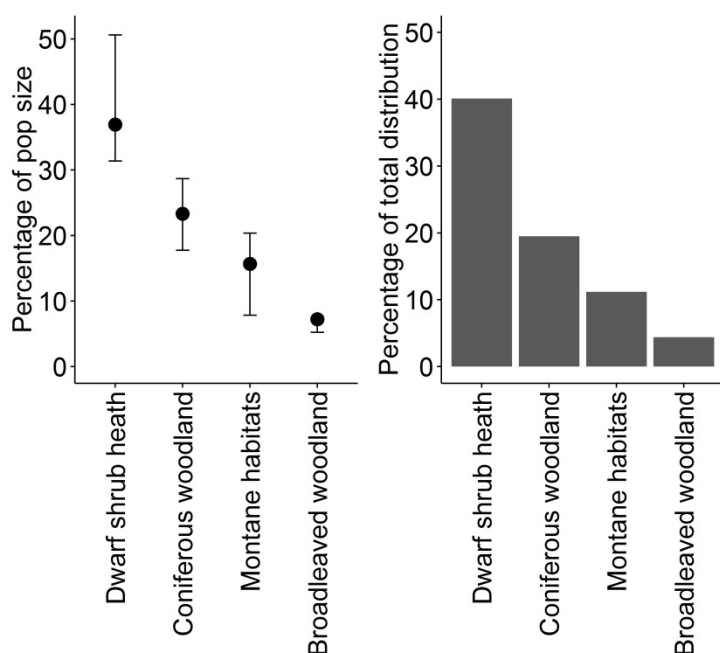 Percentage of pop size
50
40
30
20
10
0
Dwarf shrub heath
Coniferous woodland
Montane habitats
Broadleaved woodland
Percentage of total distribution
50
40
30
20
10
0
Dwarf shrub heath
Coniferous woodland
Montane habitats
Broadleaved woodland